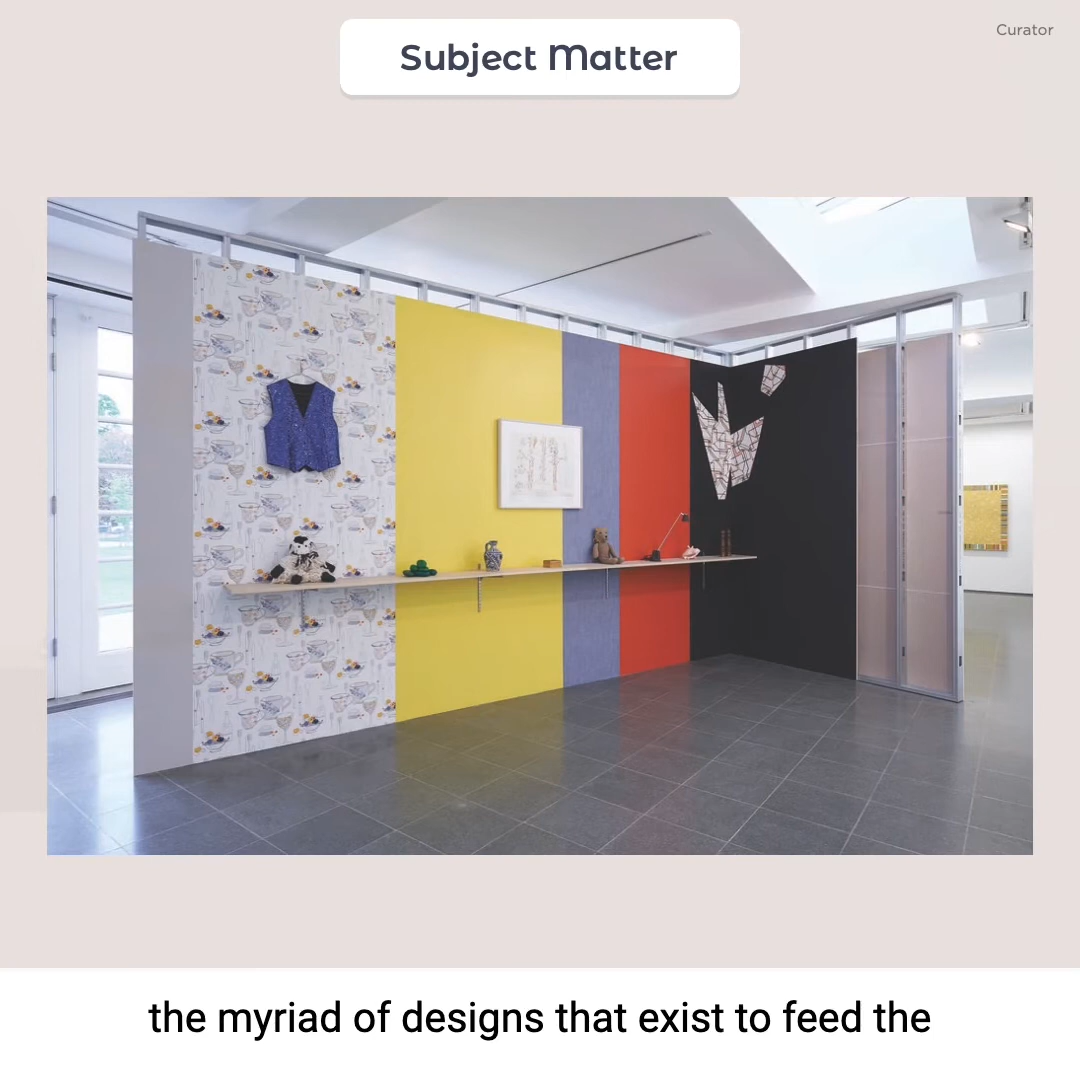 Curator
Subject Matter
the myriad of designs that exist to feed the